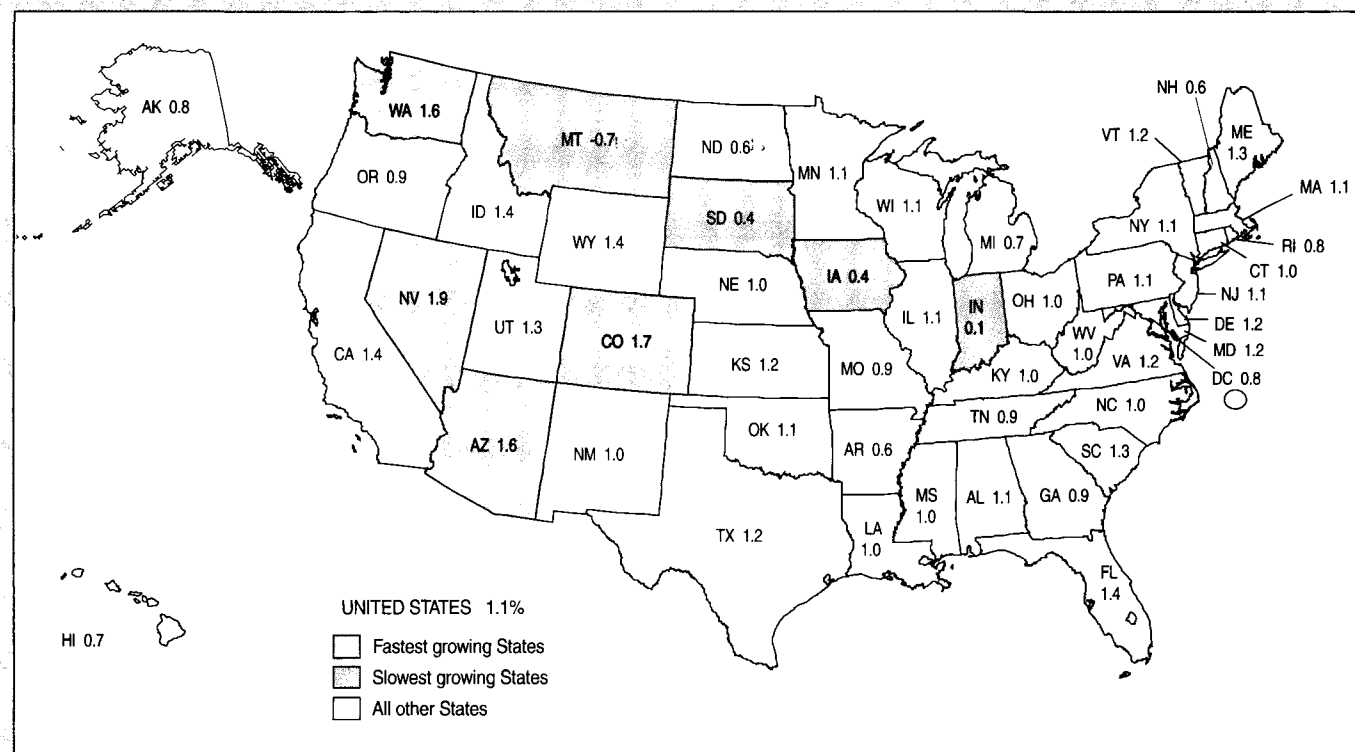 AK 0.8
WA 1.6
MT -0.7
ND 0.6
MN 1.1
NH 0.6
VT 1.2
ME
1.3
OR 0.9
ID 1.4
WY 1.4
SD 0.4
WI 1.1
MI 0.7
NY 1.1
MA 1.1
RI 0.8
CT 1.0
NV 1.9
UT 1.3
CO 1.7
NE 1.0
IA 0.4
IL 1.1
IN
0.1
OH 1.0
PA 1.1
NJ 1.1
DE 1.2
MD 1.2
DC 0.8
CA 1.4
KS 1.2
MO 0.9
KY 1.0
WV
1.0
VA 1.2
AZ 1.6
NM 1.0
OK 1.1
AR 0.6
TN 0.9
NC 1.0
SC 1.3
TX 1.2
LA
1.0
MS
1.0
AL 1.1
GA 0.9
FL
1.4
HI 0.7
UNITED STATES 1.1%
Fastest growing States
Slowest growing States
All other States